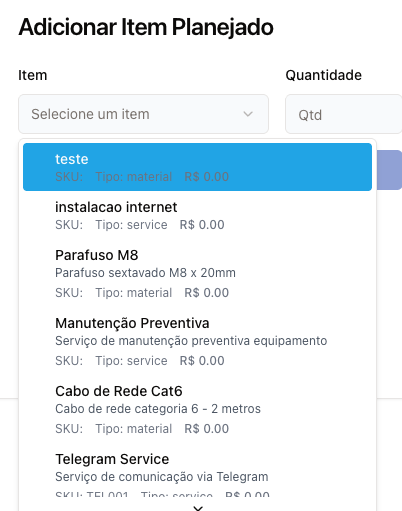 Adicionar Item Planejado
Item Quantidade
Selecione um item Qtd
teste
SKU: Tipo: material R$ 0.00
instalacao internet
SKU: Tipo: service R$ 0.00
Parafuso M8
Parafuso sextavado M8 x 20mm
SKU: Tipo: material R$ 0.00
Manutenção Preventiva
Serviço de manutenção preventiva equipamento
SKU: Tipo: service R$ 0.00
Cabo de Rede Cat6
Cabo de rede categoria 6 - 2 metros
SKU: Tipo: material R$ 0.00
Telegram Service
Serviço de comunicação via Telegram
SKU: TEL001 Tipo: service R$ 0.00